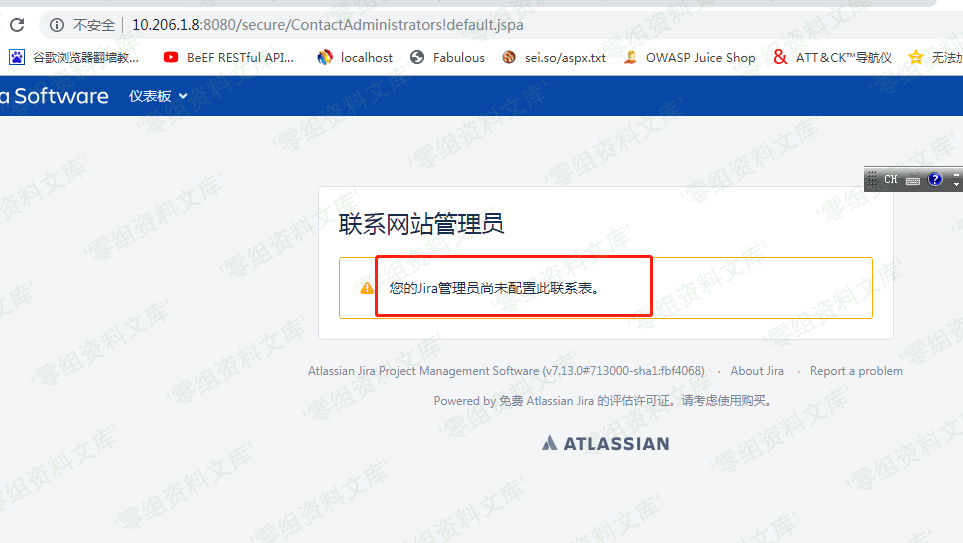 不安全 | 10.206.1.8:8080/secure/ContactAdministrators!default.jspa
谷歌浏览器翻墙教... BeEF RESTful API... localhost Fabulous sei.so/aspx.txt OWASP Juice Shop ATT&CK™导航仪 无法加
a Software 仪表板
CH
联系网站管理员
您的Jira管理员尚未配置此联系表。
Atlassian Jira Project Management Software (v7.13.0#713000-sha1:fbf4068) · About Jira · Report a problem
Powered by 免费 Atlassian Jira 的评估许可证。请考虑使用购买。
ATLASSIAN
'零组资料文库'